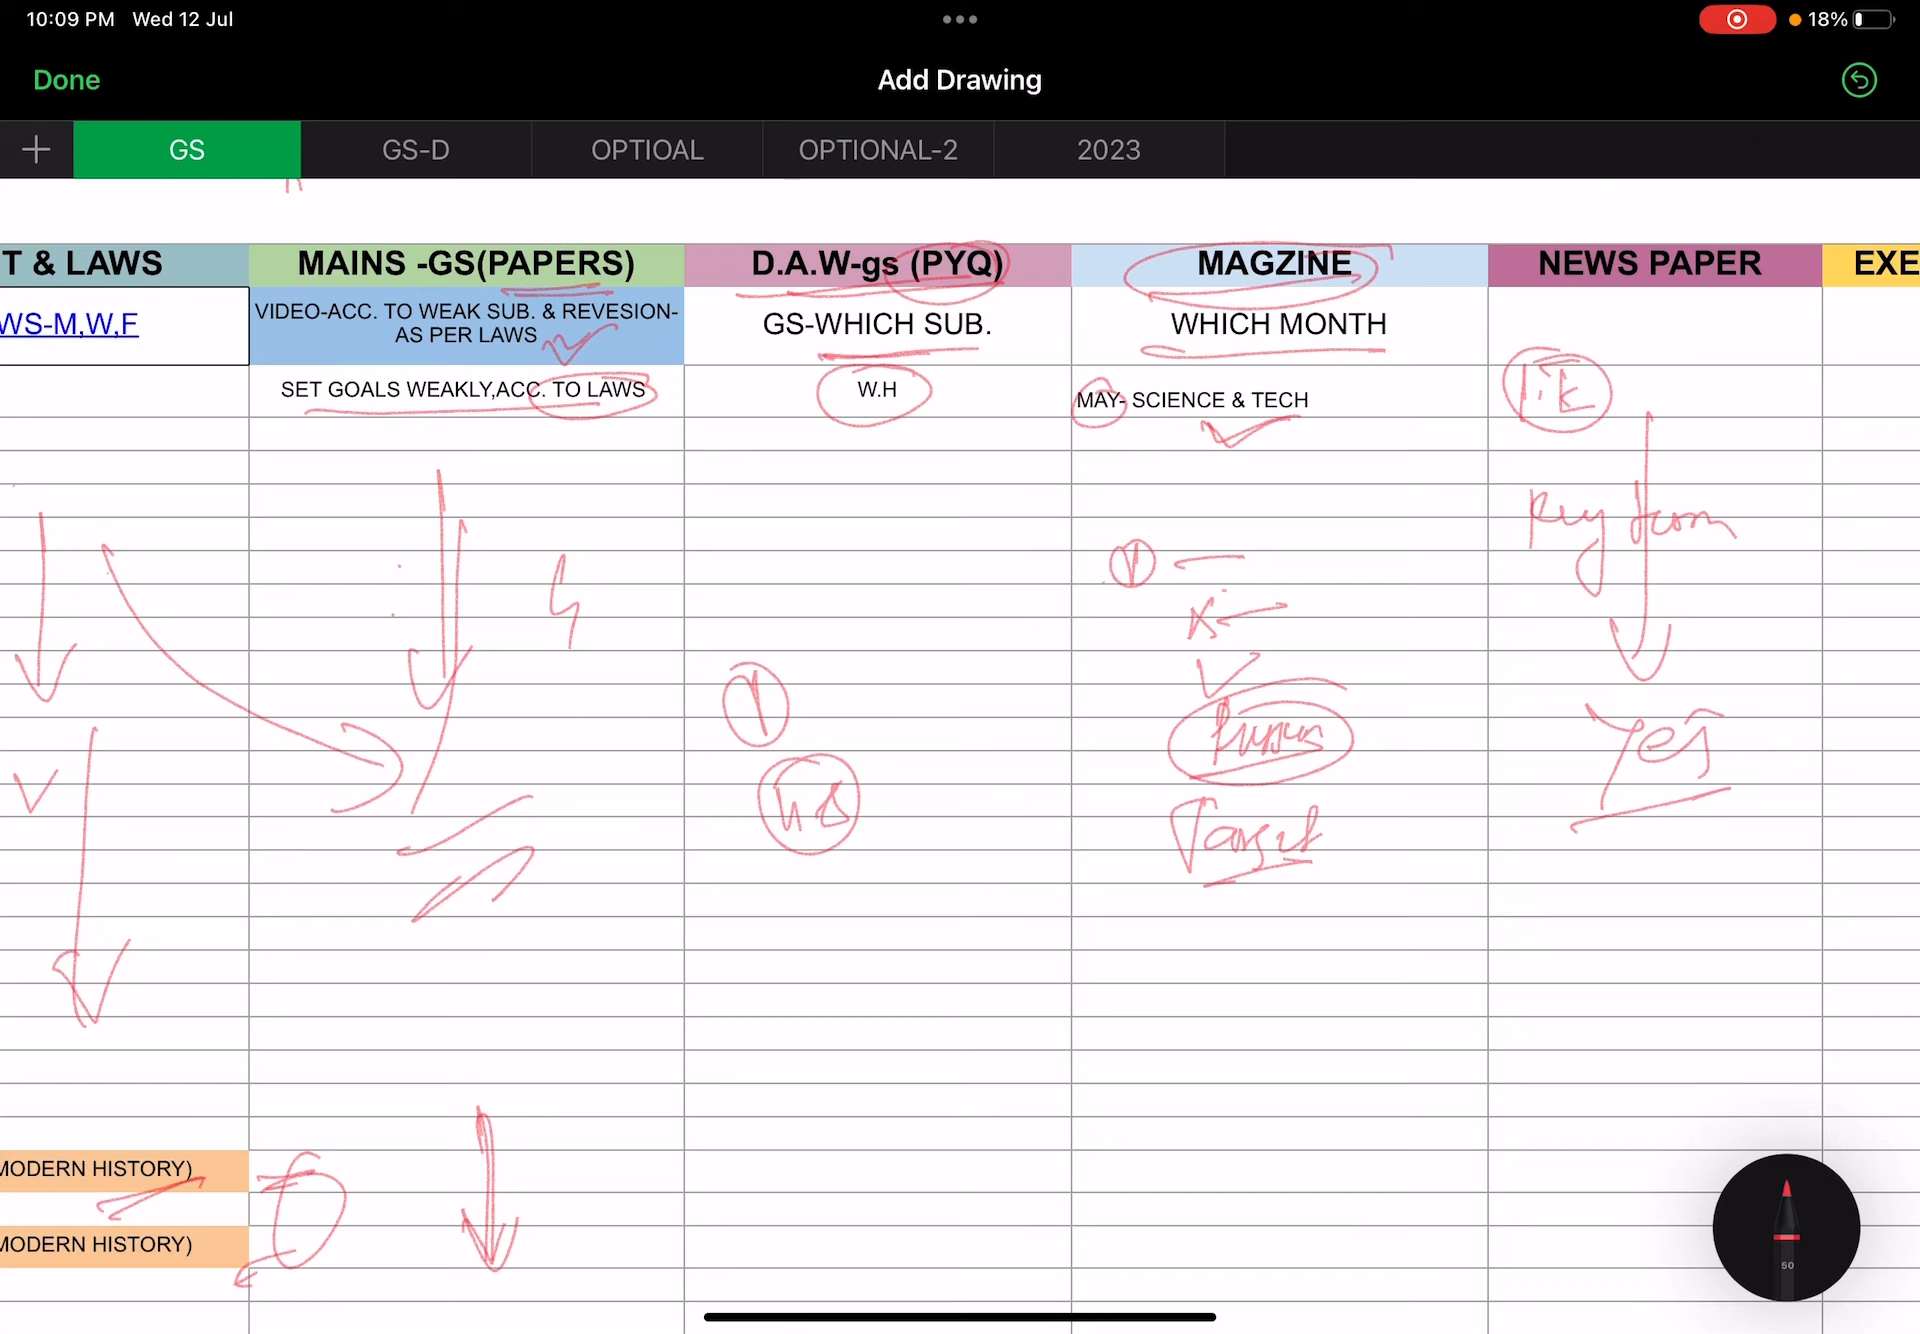 10:09 PM Wed 12 Jul
18%
Done
Add Drawing
GS
GS-D
OPTIOAL
OPTIONAL-2
2023
T & LAWS
MAINS -GS(PAPERS)
D.A.W-gs (PYQ)
MAGZINE
NEWS PAPER
EXE
WS-M,W,F
VIDEO-ACC. TO WEAK SUB. & REVESION-
AS PER LAWS
GS-WHICH SUB.
WHICH MONTH
SET GOALS WEAKLY,ACC. TO LAWS
W.H
MAY- SCIENCE & TECH
Yes
Target
MODERN HISTORY)
MODERN HISTORY)
50